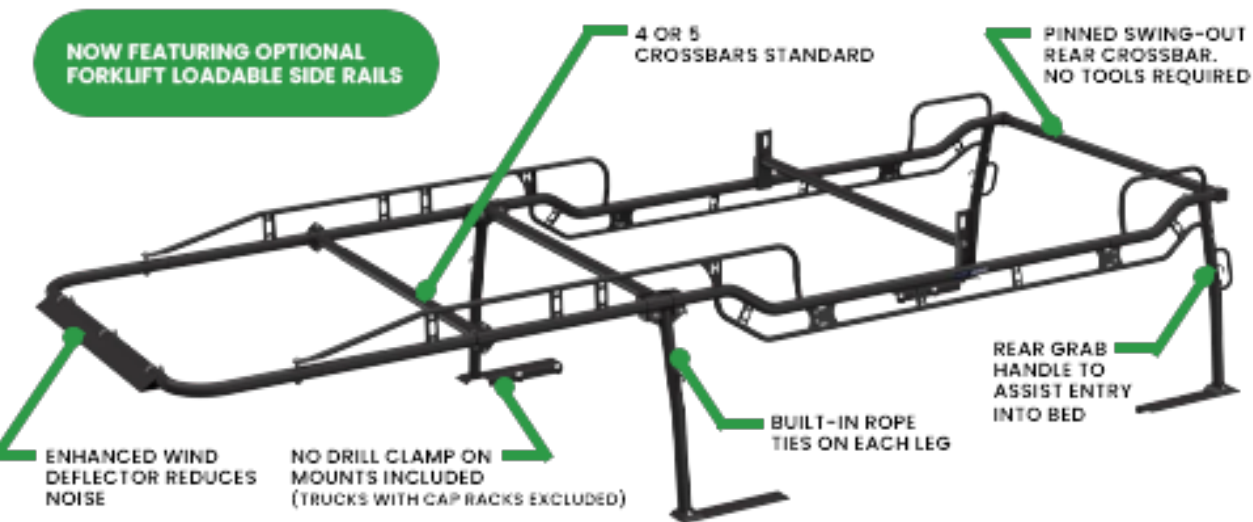 NOW FEATURING OPTIONAL
FORKLIFT LOADABLE SIDE RAILS
4 OR 5
CROSSBARS STANDARD
PINNED SWING-OUT
REAR CROSSBAR.
NO TOOLS REQUIRED
ENHANCED WIND
DEFLECTOR REDUCES
NOISE
NO DRILL CLAMP ON
MOUNTS INCLUDED
(TRUCKS WITH CAP RACKS EXCLUDED)
BUILT-IN ROPE
TIES ON EACH LEG
REAR GRAB
HANDLE TO
ASSIST ENTRY
INTO BED